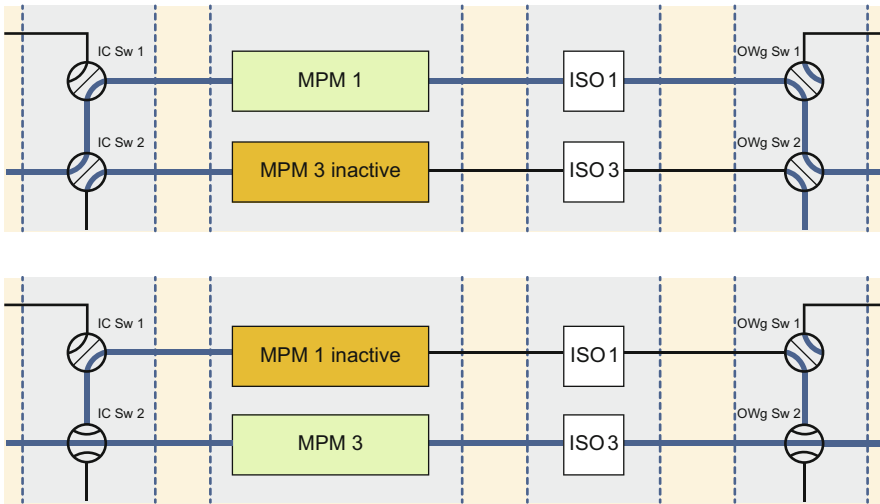 IC Sw 1
OWg Sw 1
MPM 1
ISO 1
IC Sw 2
OWg Sw 2
MPM 3 inactive
ISO 3
IC Sw 1
OWg Sw 1
MPM 1 inactive
ISO 1
IC Sw 2
OWg Sw 2
MPM 3
ISO 3